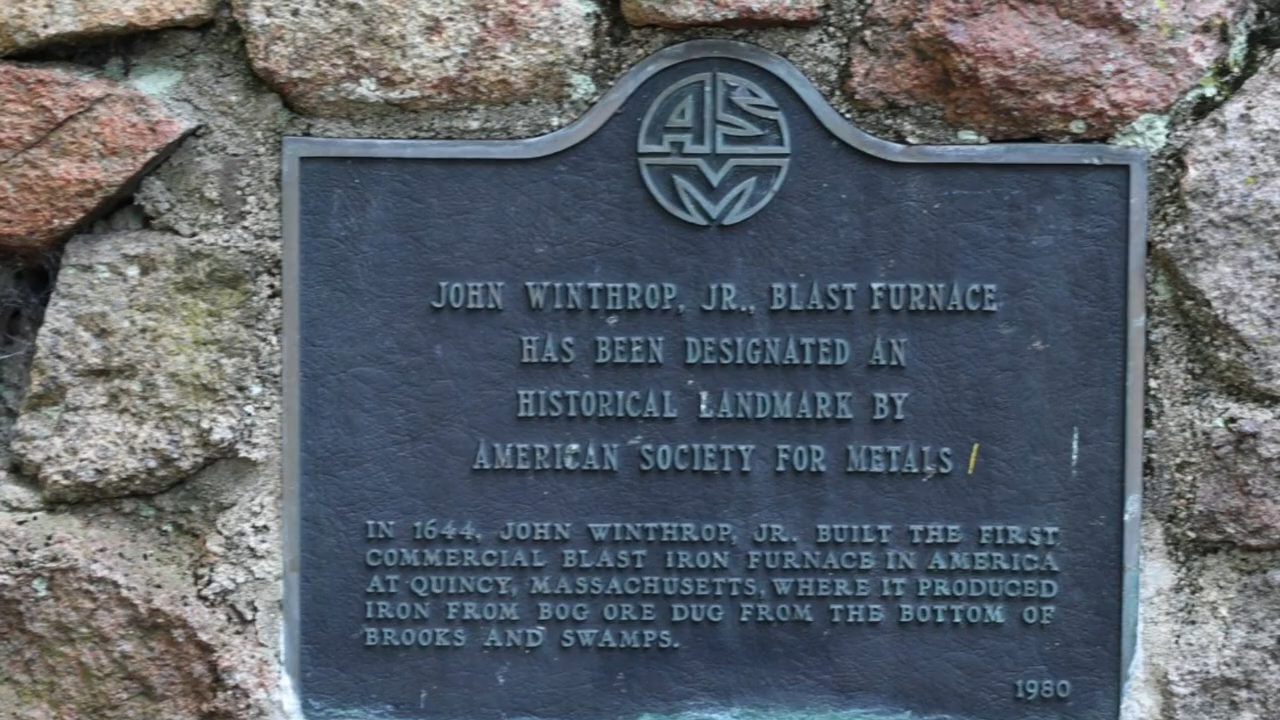 ASM
JOHN WINTHROP, JR., BLAST FURNACE
HAS BEEN DESIGNATED AN
HISTORICAL LANDMARK BY
AMERICAN SOCIETY FOR METALS
IN 1644, JOHN WINTHROP, JR. BUILT THE FIRST
COMMERCIAL BLAST IRON FURNACE IN AMERICA
AT QUINCY, MASSACHUSETTS, WHERE IT PRODUCED
IRON FROM BOG ORE DUG FROM THE BOTTOM OF
BROOKS AND SWAMPS.
1980